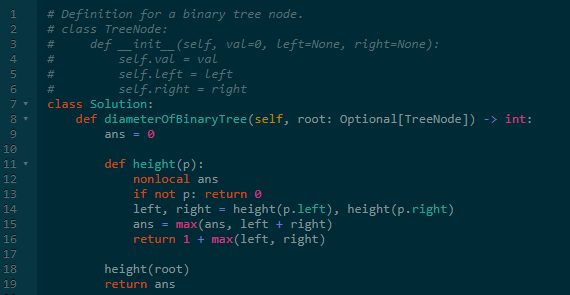 1 # Definition for a binary tree node.
2 # class TreeNode:
3 #     def __init__(self, val=0, left=None, right=None):
4 #         self.val = val
5 #         self.left = left
6 #         self.right = right
7 class Solution:
8     def diameterOfBinaryTree(self, root: Optional[TreeNode]) -> int:
9         ans = 0
10
11         def height(p):
12             nonlocal ans
13             if not p: return 0
14             left, right = height(p.left), height(p.right)
15             ans = max(ans, left + right)
16             return 1 + max(left, right)
17
18         height(root)
19         return ans